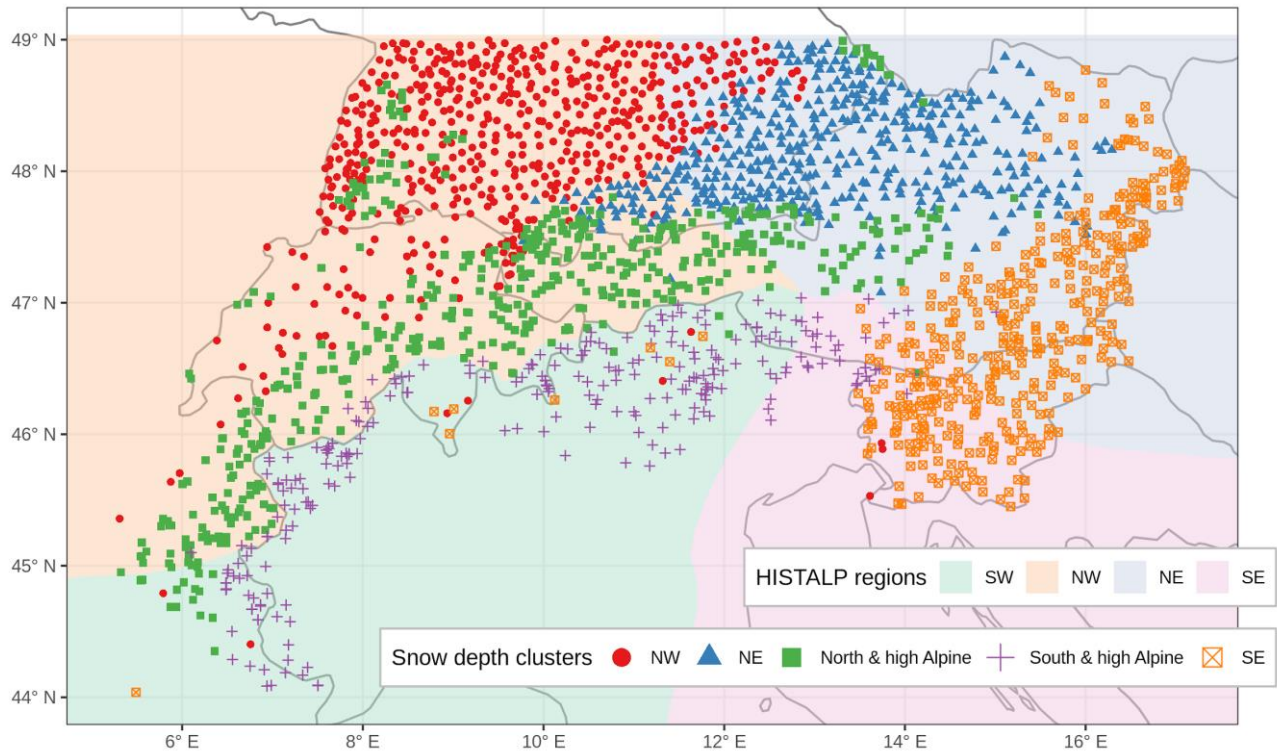 49° N
48° N
47° N
46° N
45° N
44° N
HISTALP regions SW NW NE SE
Snow depth clusters NW NE North & high Alpine South & high Alpine SE
6° E 8° E 10° E 12° E 14° E 16° E